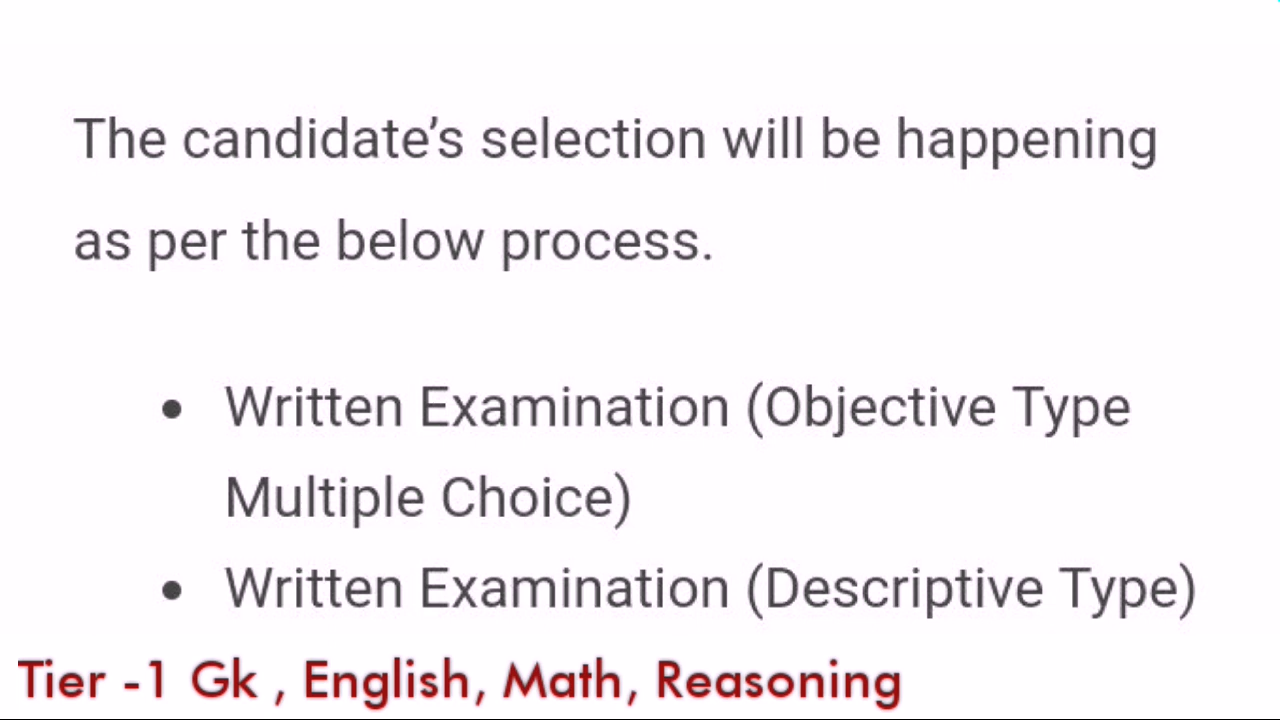 The candidate’s selection will be happening
as per the below process.
• Written Examination (Objective Type
Multiple Choice)
• Written Examination (Descriptive Type)
Tier -1 Gk , English, Math, Reasoning